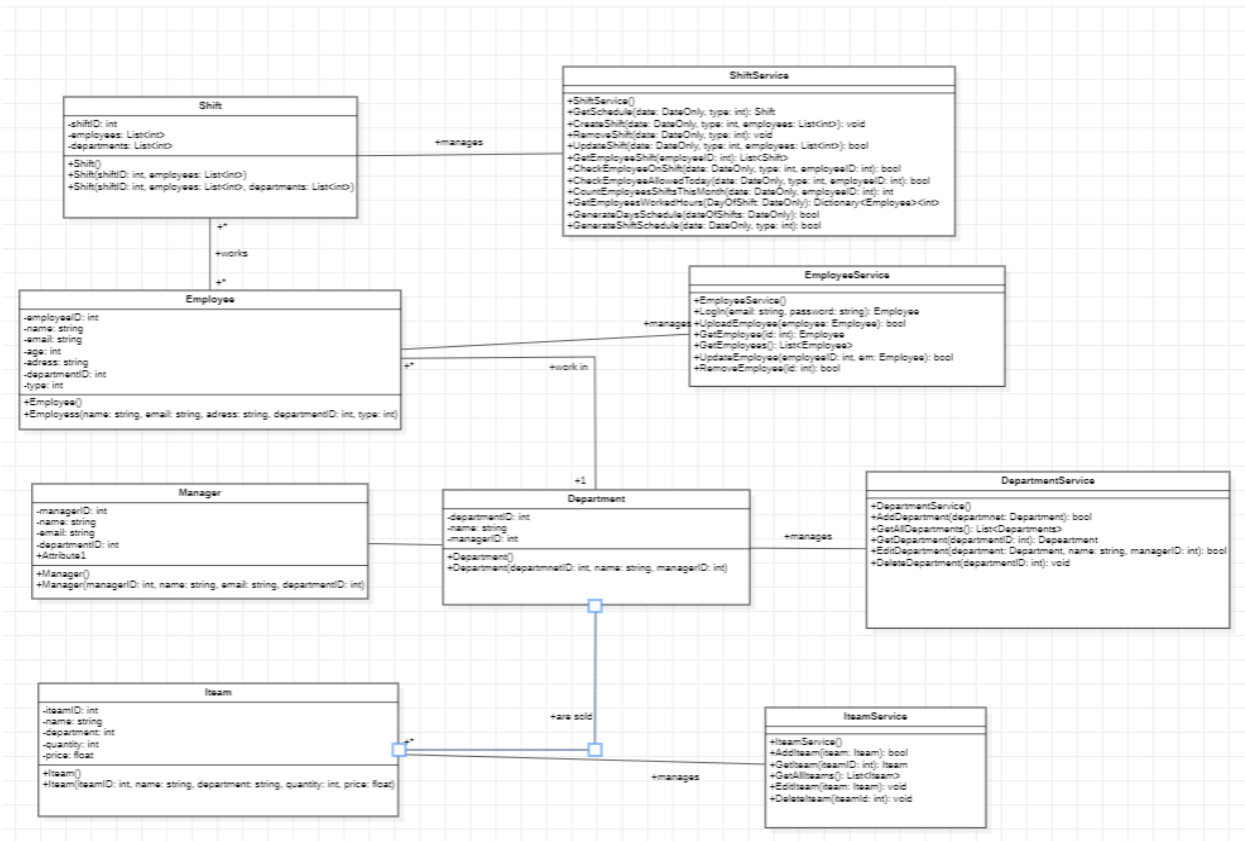 Shift
-shiftID: int
-employees: List<int>
-departments: List<int>
+Shift()
+Shift(shiftID: int, employees: List<int>)
+Shift(shiftID: int, employees: List<int>, departments: List<int>)
+manages
ShiftService
+ShiftService()
+GetSchedule(date: DateOnly, type: int): Shift
+CreateShift(date: DateOnly, type: int, employees: List<int>): void
+RemoveShift(date: DateOnly, type: int): void
+UpdateShift(date: DateOnly, type: int, employees: List<int>): bool
+GetEmployeeShift(employeeID: int): List<Shift>
+CheckEmployeeOnShift(date: DateOnly, type: int, employeeID: int): bool
+CheckEmployeeAllowedToday(date: DateOnly, type: int, employeeID: int): bool
+CountEmployeesShiftsThisMonth(date: DateOnly, employeeID: int): int
+GetEmployeesWorkedHours(DayOfShift: DateOnly): Dictionary<Employee><int>
+GenerateDaysSchedule(dateOfShifts: DateOnly): bool
+GenerateShiftSchedule(date: DateOnly, type: int): bool
+*
+works
+*
Employee
-employeeID: int
-name: string
-email: string
-age: int
-adress: string
-departmentID: int
-type: int
+Employee()
+Employess(name: string, email: string, adress: string, departmentID: int, type: int)
+manages
EmployeeService
+EmployeeService()
+LogIn(email: string, password: string): Employee
+UploadEmployee(employee: Employee): bool
+GetEmployee(id: int): Employee
+GetEmployees(): List<Employee>
+UpdateEmployee(employeeID: int, em: Employee): bool
+RemoveEmployee(id: int): bool
+*
+work in
+1
Manager
-managerID: int
-name: string
-email: string
-departmentID: int
+Attribute1
+Manager()
+Manager(managerID: int, name: string, email: string, departmentID: int)
Department
-departmentID: int
-name: string
-managerID: int
+Department()
+Department(departmnetID: int, name: string, managerID: int)
+manages
DepartmentService
+DepartmentService()
+AddDepartment(departmnet: Department): bool
+GetAllDepartments(): List<Departments>
+GetDepartment(departmentID: int): Depeartment
+EditDepartment(department: Department, name: string, managerID: int): bool
+DeleteDepartment(departmentID: int): void
Iteam
-iteamID: int
-name: string
-department: int
-quantity: int
-price: float
+Iteam()
+Iteam(iteamID: int, name: string, department: string, quantity: int, price: float)
+are sold
+*
+manages
IteamService
+IteamService()
+AddIteam(iteam: Iteam): bool
+GetIteam(iteamID: int): Iteam
+GetAllIteams(): List<Iteam>
+EditIteam(iteam: Iteam): void
+DeleteIteam(iteamId: int): void